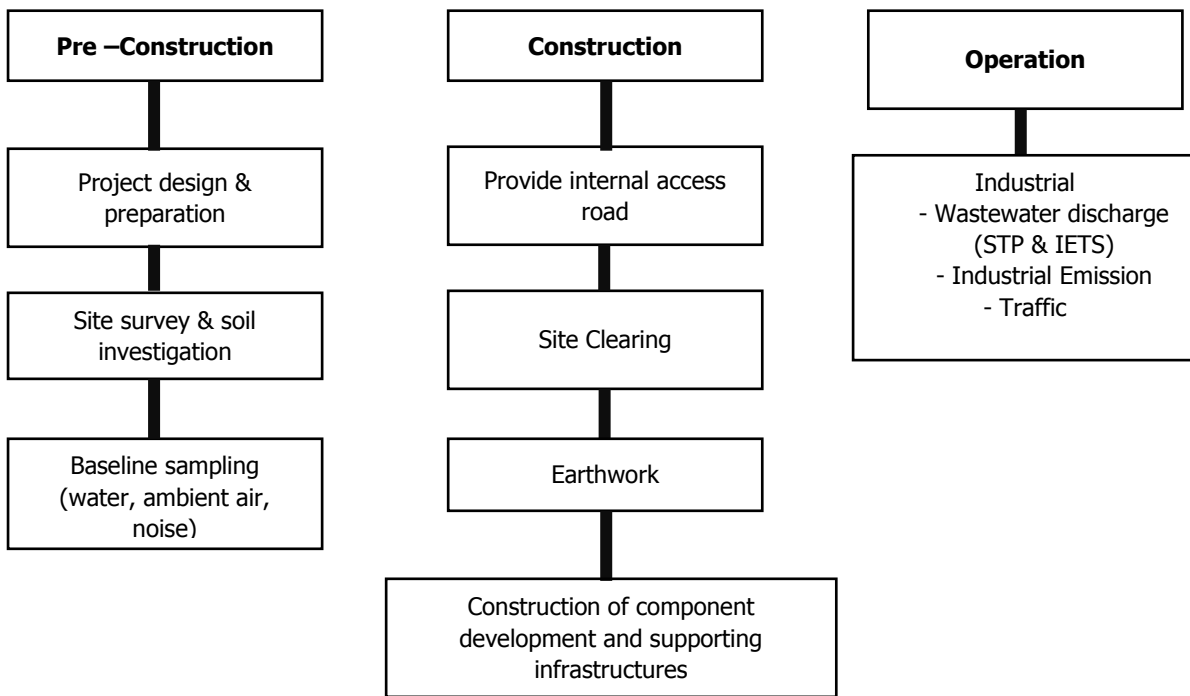 Pre –Construction
Project design &
preparation
Site survey & soil
investigation
Baseline sampling
(water, ambient air,
noise)
Construction
Provide internal access
road
Site Clearing
Earthwork
Construction of component
development and supporting
infrastructures
Operation
Industrial
- Wastewater discharge
(STP & IETS)
- Industrial Emission
- Traffic